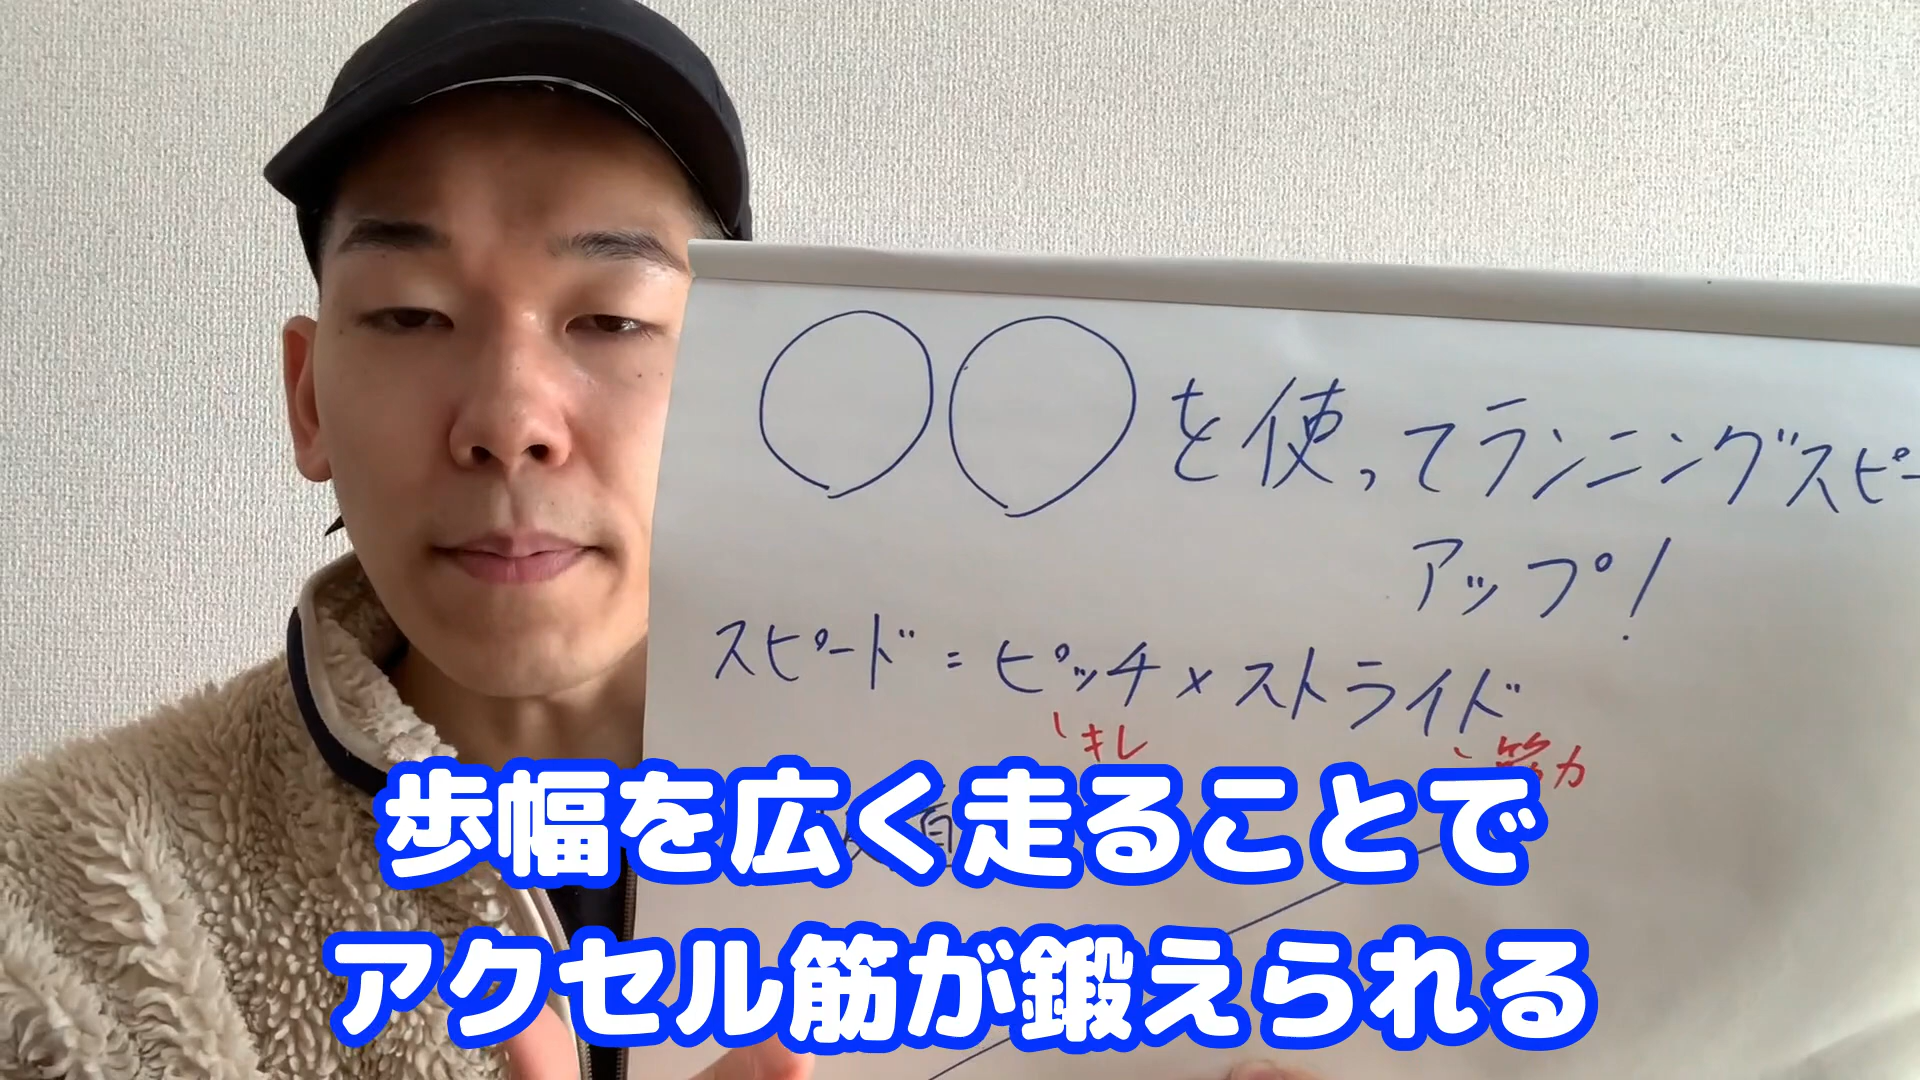 ○○を使ってランニングスピー
アップ!
スピード=ピッチ×ストライド
キレ
筋力
歩幅を広く走ることで
アクセル筋が鍛えられる